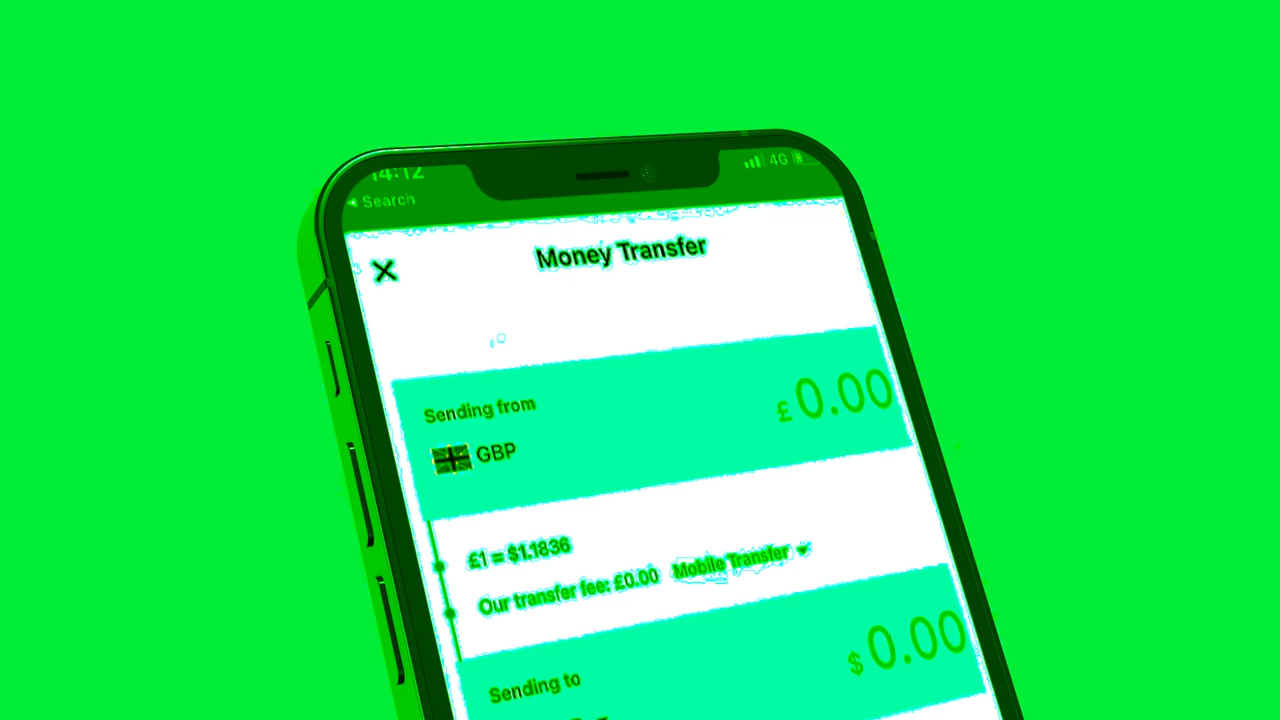 14:12 4G
Search
Money Transfer
Sending from
£ 0.00
GBP
£1 = $1.1836
Our transfer fee: £0.00 Mobile Transfer
$ 0.00
Sending to